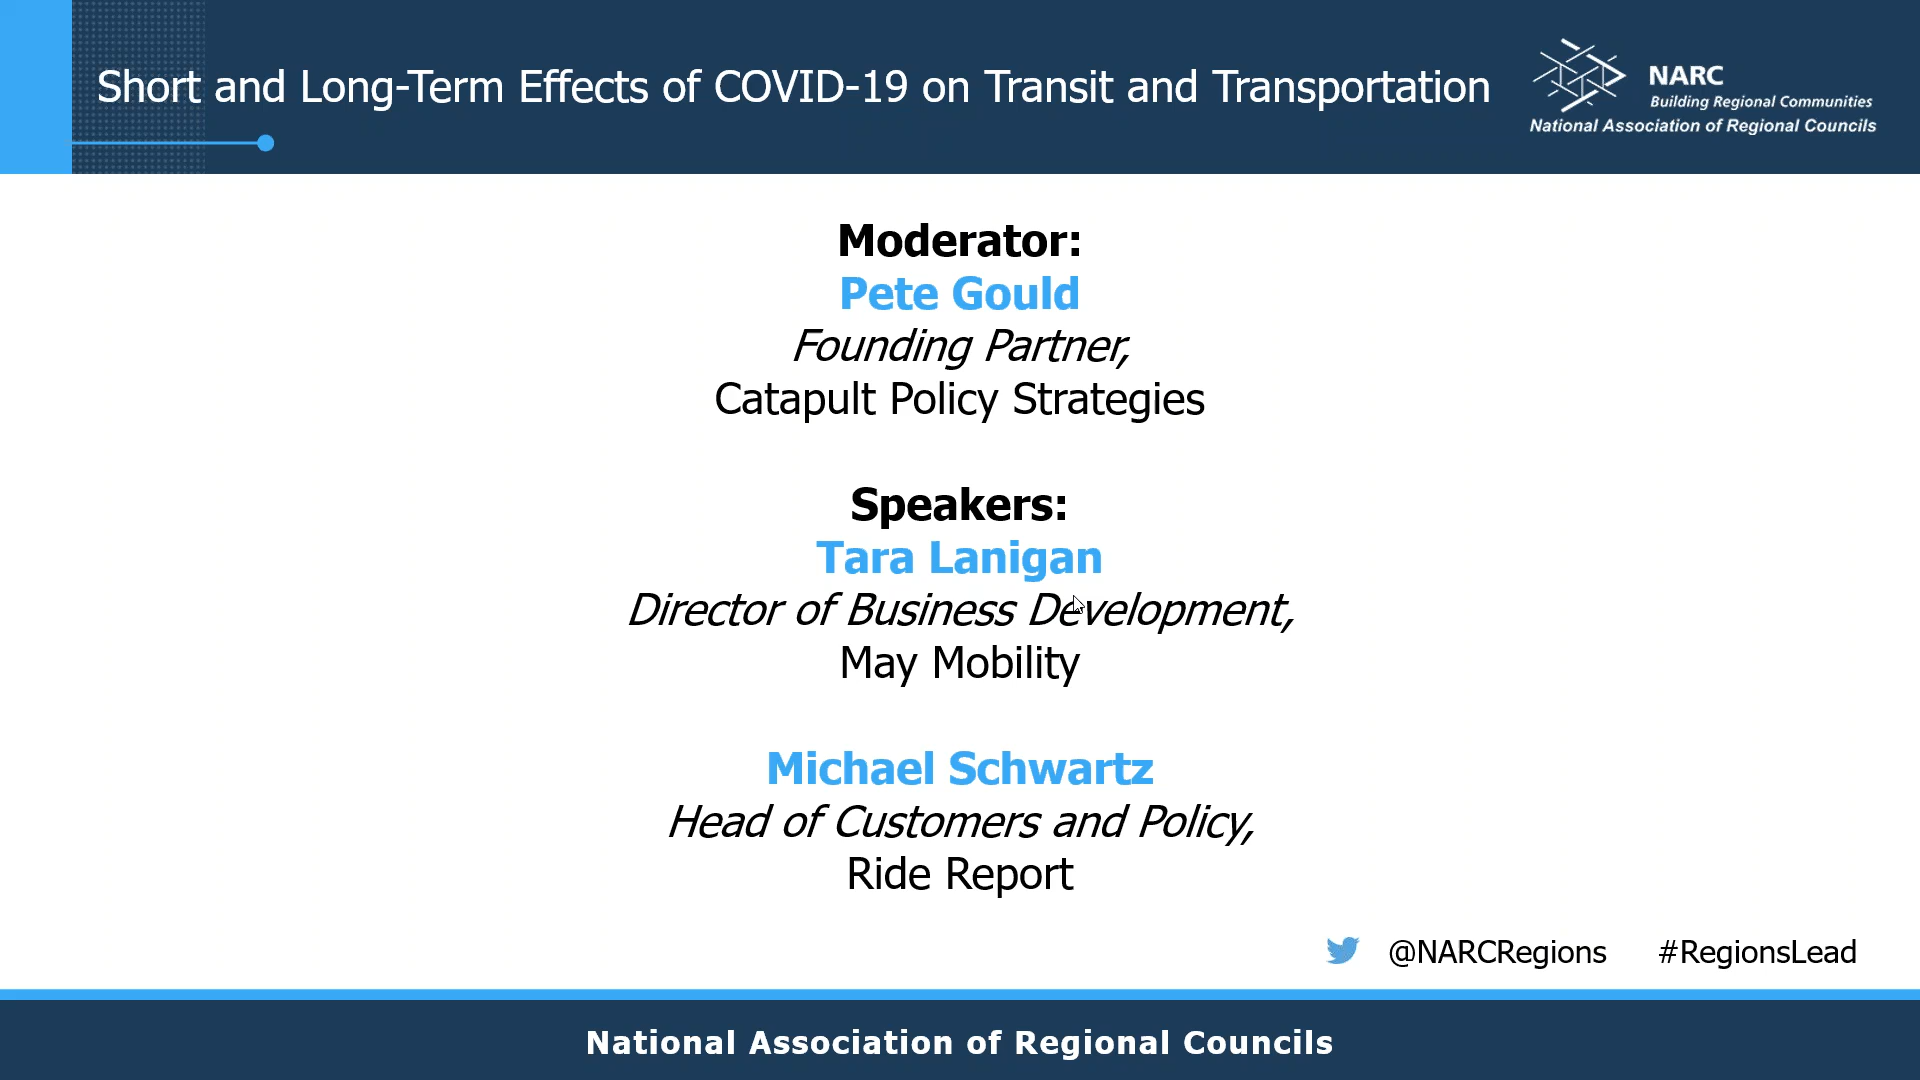 Short and Long-Term Effects of COVID-19 on Transit and Transportation
NARC
Building Regional Communities
National Association of Regional Councils
Moderator:
Pete Gould
Founding Partner,
Catapult Policy Strategies
Speakers:
Tara Lanigan
Director of Business Development,
May Mobility
Michael Schwartz
Head of Customers and Policy,
Ride Report
@NARCRegions #RegionsLead
National Association of Regional Councils